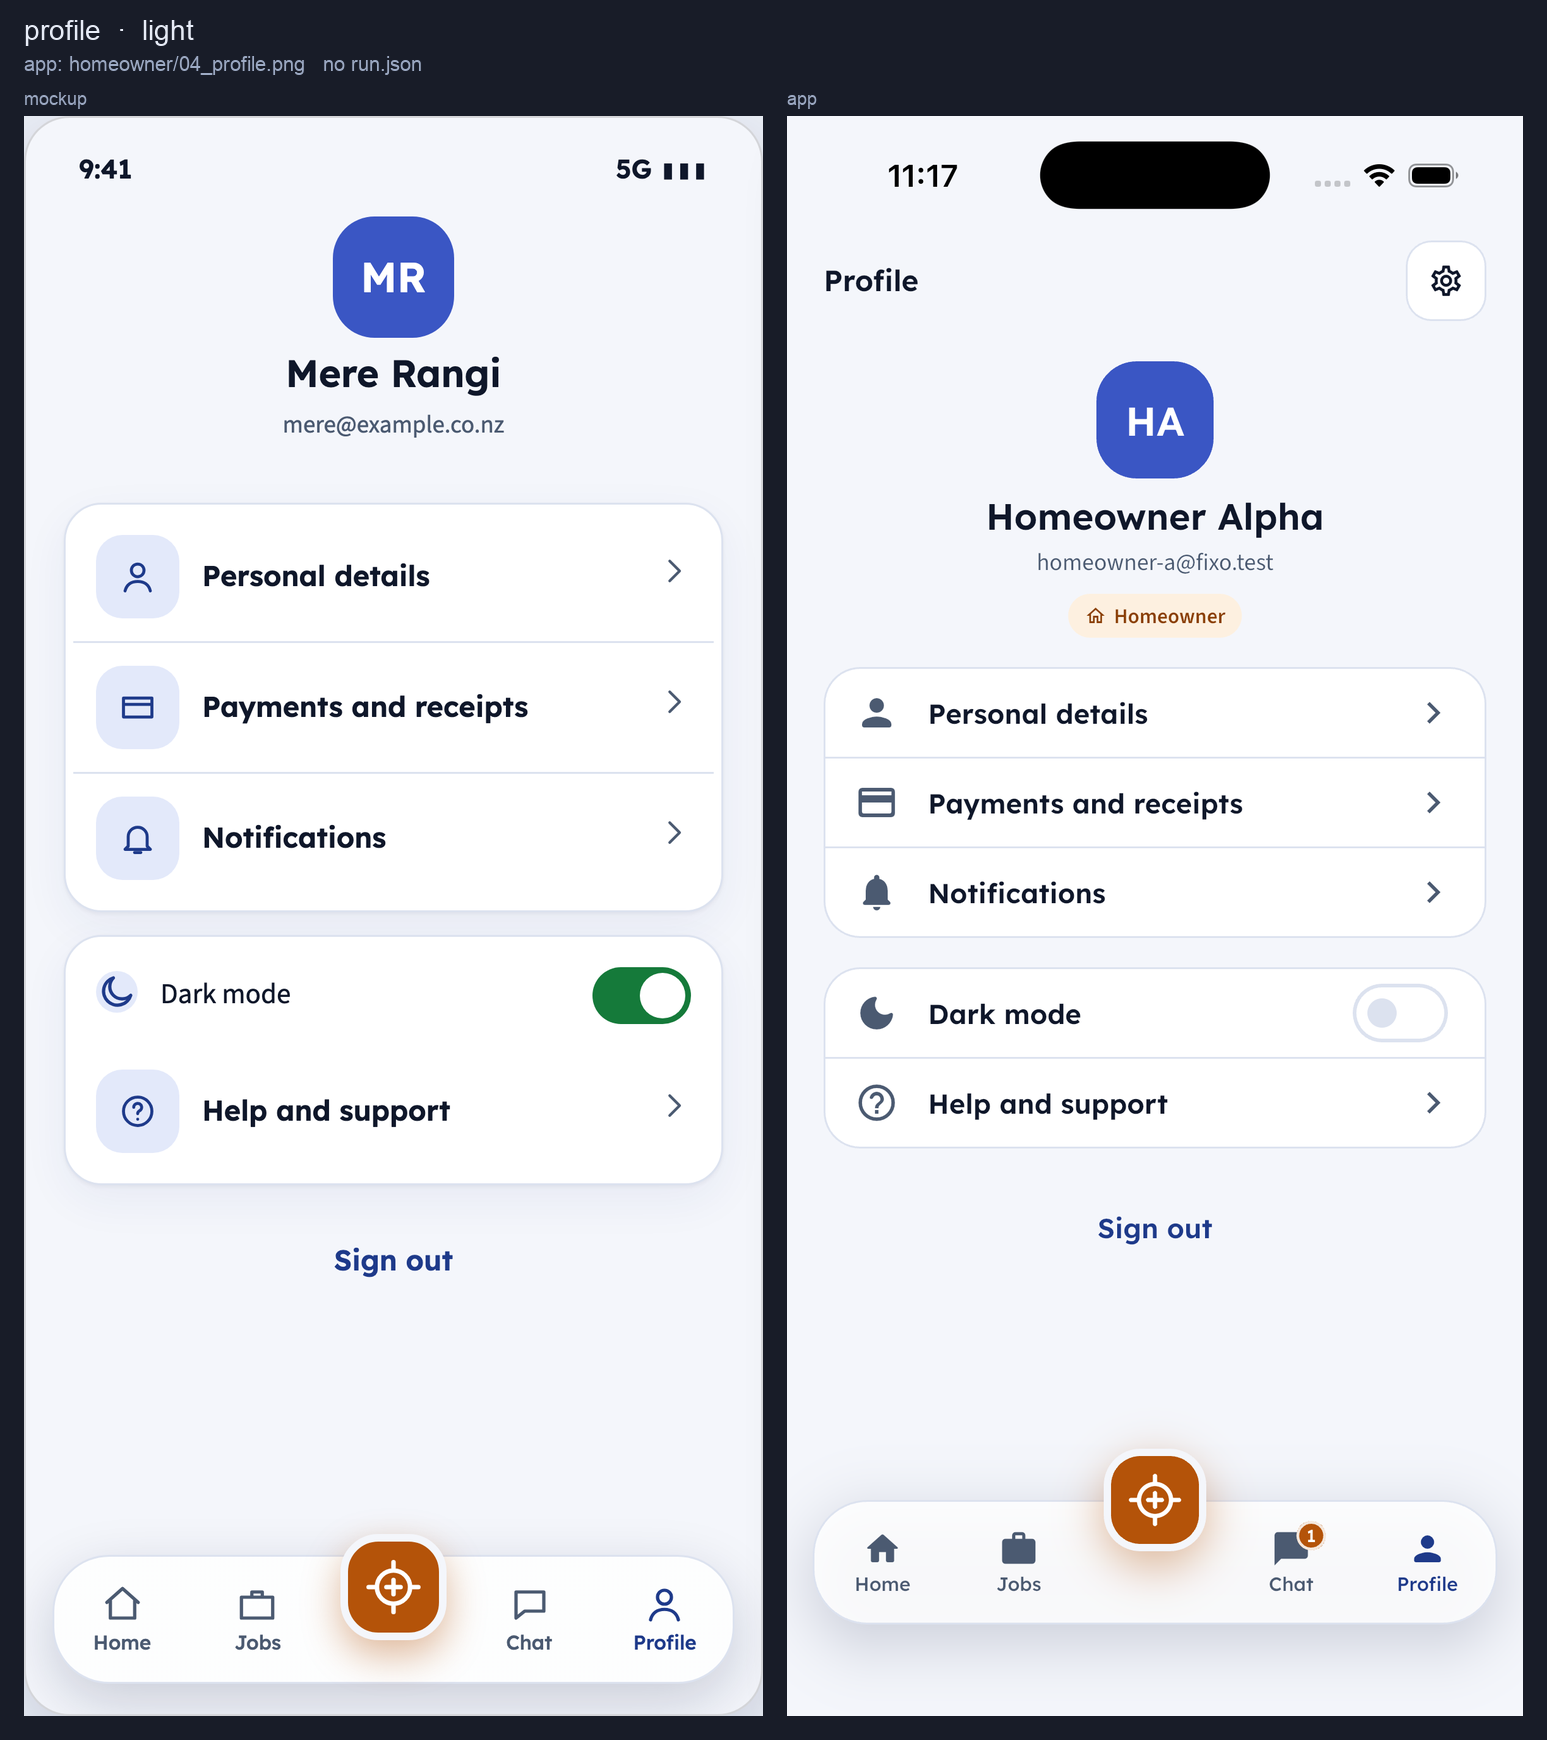 profile · light
app: homeowner/04_profile.png no run.json
mockup
9:41
5G
MR
Mere Rangi
mere@example.co.nz
Personal details
Payments and receipts
Notifications
Dark mode
Help and support
Sign out
Home
Jobs
Chat
Profile
app
11:17
Profile
HA
Homeowner Alpha
homeowner-a@fixo.test
Homeowner
Personal details
Payments and receipts
Notifications
Dark mode
Help and support
Sign out
Home
Jobs
1
Chat
Profile